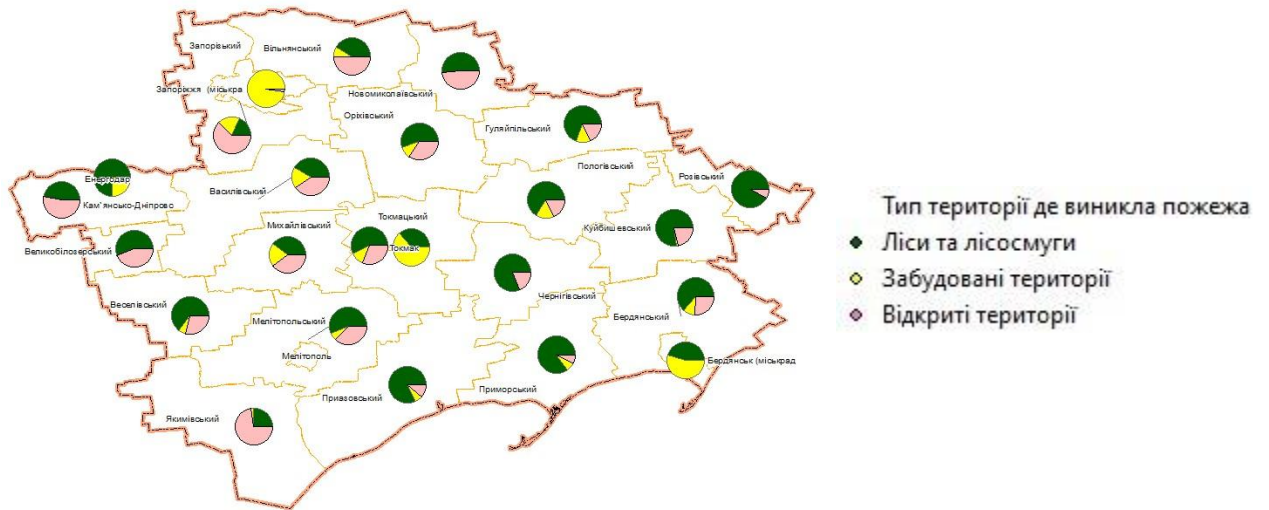 Запорізький
Вільнянський
Запоріжжя (міськра
Новомиколаївський
Оріхівський
Гуляйпільський
Пологівський
Розівський
Енергодар
Василівський
Кам'янсько-Дніпров
Михайлівський
Токмацький
Куйбишевський
Великобілозерський
Токмак
Веселівський
Чернігівський
Мелітопольський
Бердянський
Мелітополь
Бердянськ (міськрад
Приазовський
Приморський
Якимівський
Тип території де виникла пожежа
Ліси та лісосмуги
Забудовані території
Відкриті території